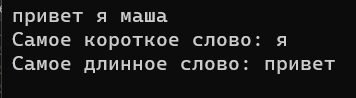 привет я маша
Самое короткое слово: я
Самое длинное слово: привет